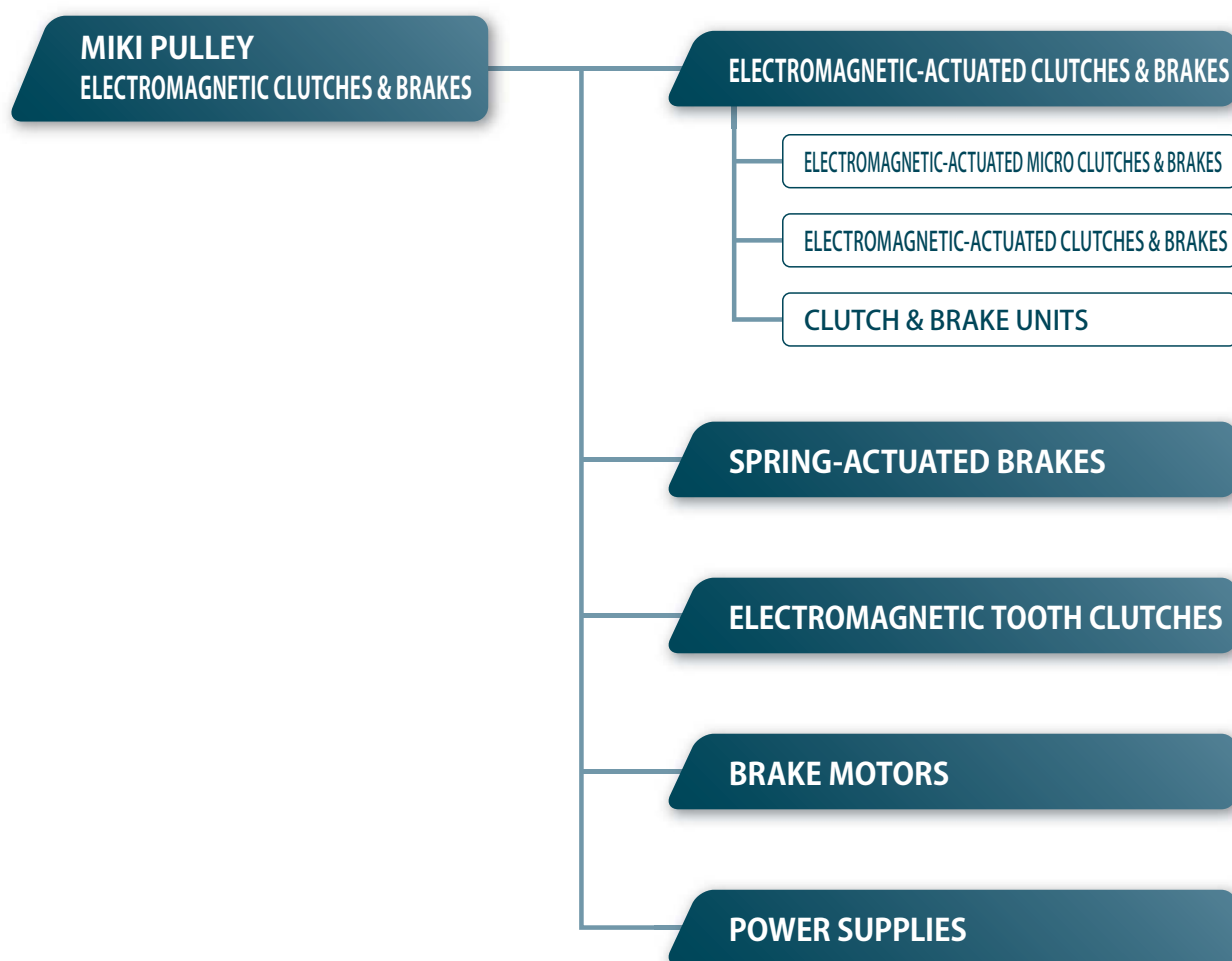 MIKI PULLEY
ELECTROMAGNETIC CLUTCHES & BRAKES
ELECTROMAGNETIC-ACTUATED CLUTCHES & BRAKES
ELECTROMAGNETIC-ACTUATED MICRO CLUTCHES & BRAKES
ELECTROMAGNETIC-ACTUATED CLUTCHES & BRAKES
CLUTCH & BRAKE UNITS
SPRING-ACTUATED BRAKES
ELECTROMAGNETIC TOOTH CLUTCHES
BRAKE MOTORS
POWER SUPPLIES